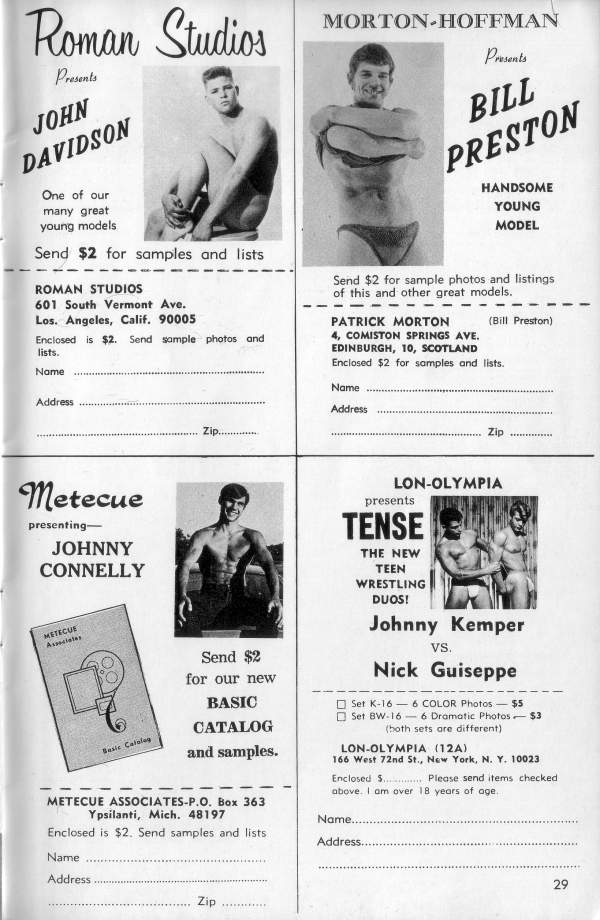 Roman Studios
Presents
JOHN
DAVIDSON
One of our
many great
young models
Send $2 for samples and lists
ROMAN STUDIOS
601 South Vermont Ave.
Los. Angeles, Calif. 90005
Enclosed is $2. Send sample photos and
lists.
Name
Address
Zip
MORTON-HOFFMAN
Presents
BILL
PRESTON
HANDSOME
YOUNG
MODEL
Send $2 for sample photos and listings
of this and other great models.
PATRICK MORTON (Bill Preston)
4, COMISTON SPRINGS AVE.
EDINBURGH, 10, SCOTLAND
Enclosed $2 for samples and lists.
Name
Address
Zip
Metecue
presenting—
JOHNNY
CONNELLY
METECUE
Associates
Basic Catalog
Send $2
for our new
BASIC
CATALOG
and samples.
METECUE ASSOCIATES-P.O. Box 363
Ypsilanti, Mich. 48197
Enclosed is $2. Send samples and lists
Name
Address
Zip
LON-OLYMPIA
presents
TENSE
THE NEW
TEEN
WRESTLING
DUOS!
Johnny Kemper
VS.
Nick Guiseppe
Set K-16 — 6 COLOR Photos — $5
Set BW-16 — 6 Dramatic Photos — $3
(both sets are different)
LON-OLYMPIA (12A)
166 West 72nd St., New York, N. Y. 10023
Enclosed $............ Please send items checked
above. I am over 18 years of age.
Name
Address
29